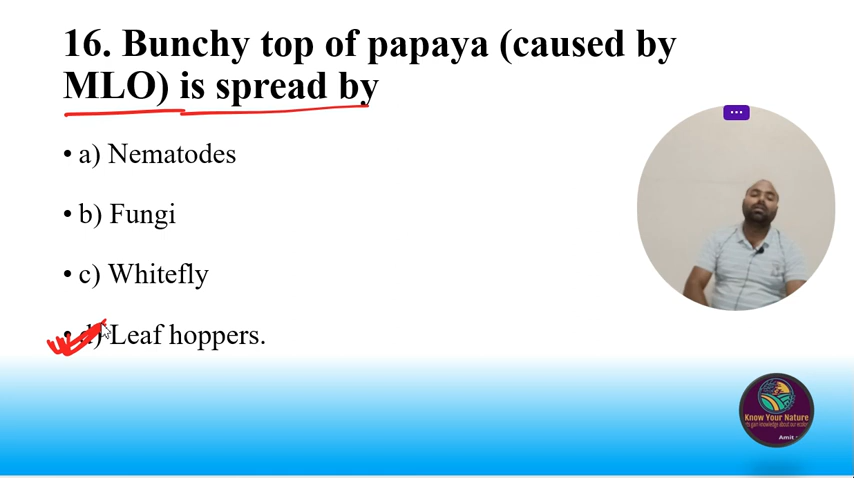 16. Bunchy top of papaya (caused by
MLO) is spread by
• a) Nematodes
• b) Fungi
• c) Whitefly
• d) Leaf hoppers.
Know Your Nature
Amit -